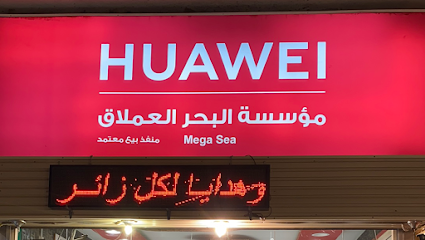 HUAWEI
مؤسسة البحر العملاق
منفذ بيع معتمد Mega Sea
وهدايا لكل زائر